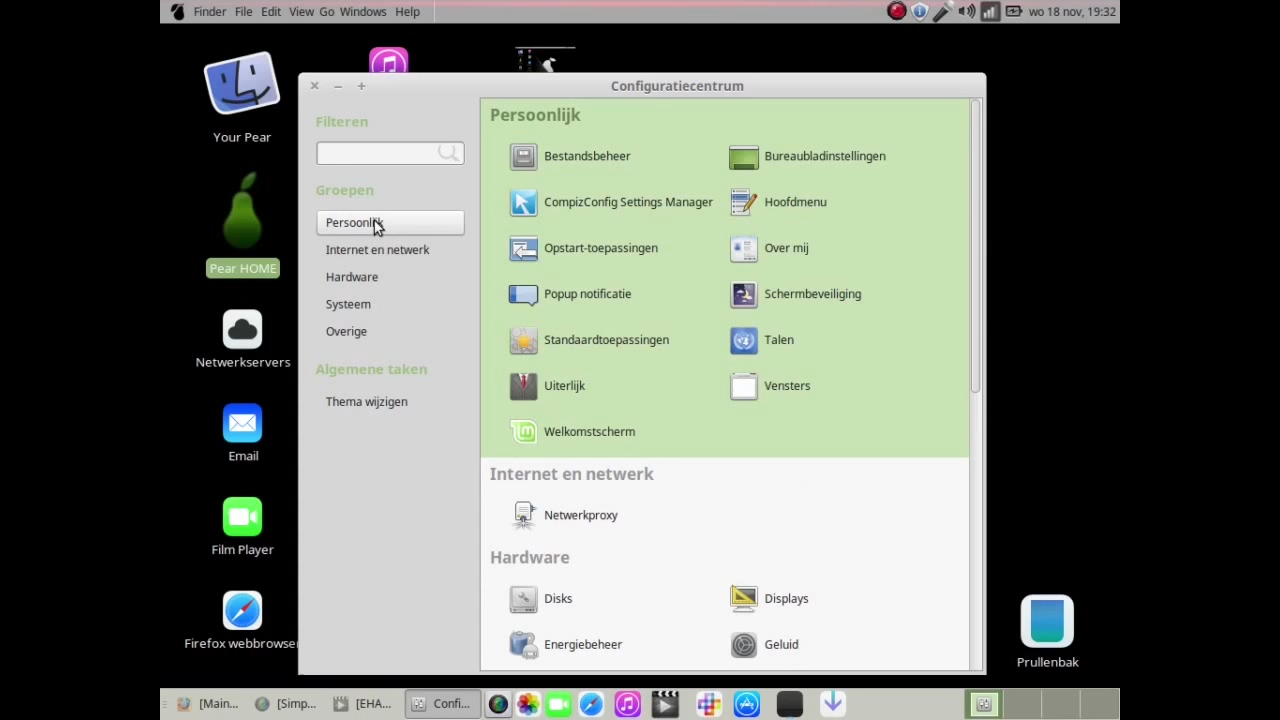 Finder File Edit View Go Windows Help
wo 18 nov, 19:32
Configuratiecentrum
Your Pear
Pear HOME
Netwerkservers
Email
Film Player
Firefox webbrowser
Filteren
Groepen
Persoonlijk
Internet en netwerk
Hardware
Systeem
Overige
Algemene taken
Thema wijzigen
Persoonlijk
Bestandsbeheer
Bureaubladinstellingen
CompizConfig Settings Manager
Hoofdmenu
Opstart-toepassingen
Over mij
Popup notificatie
Schermbeveiliging
Standaardtoepassingen
Talen
Uiterlijk
Vensters
Welkomstscherm
Internet en netwerk
Netwerkproxy
Hardware
Disks
Displays
Energiebeheer
Geluid
Prullenbak
[Main...
[Simp...
[EHA...
Confi...